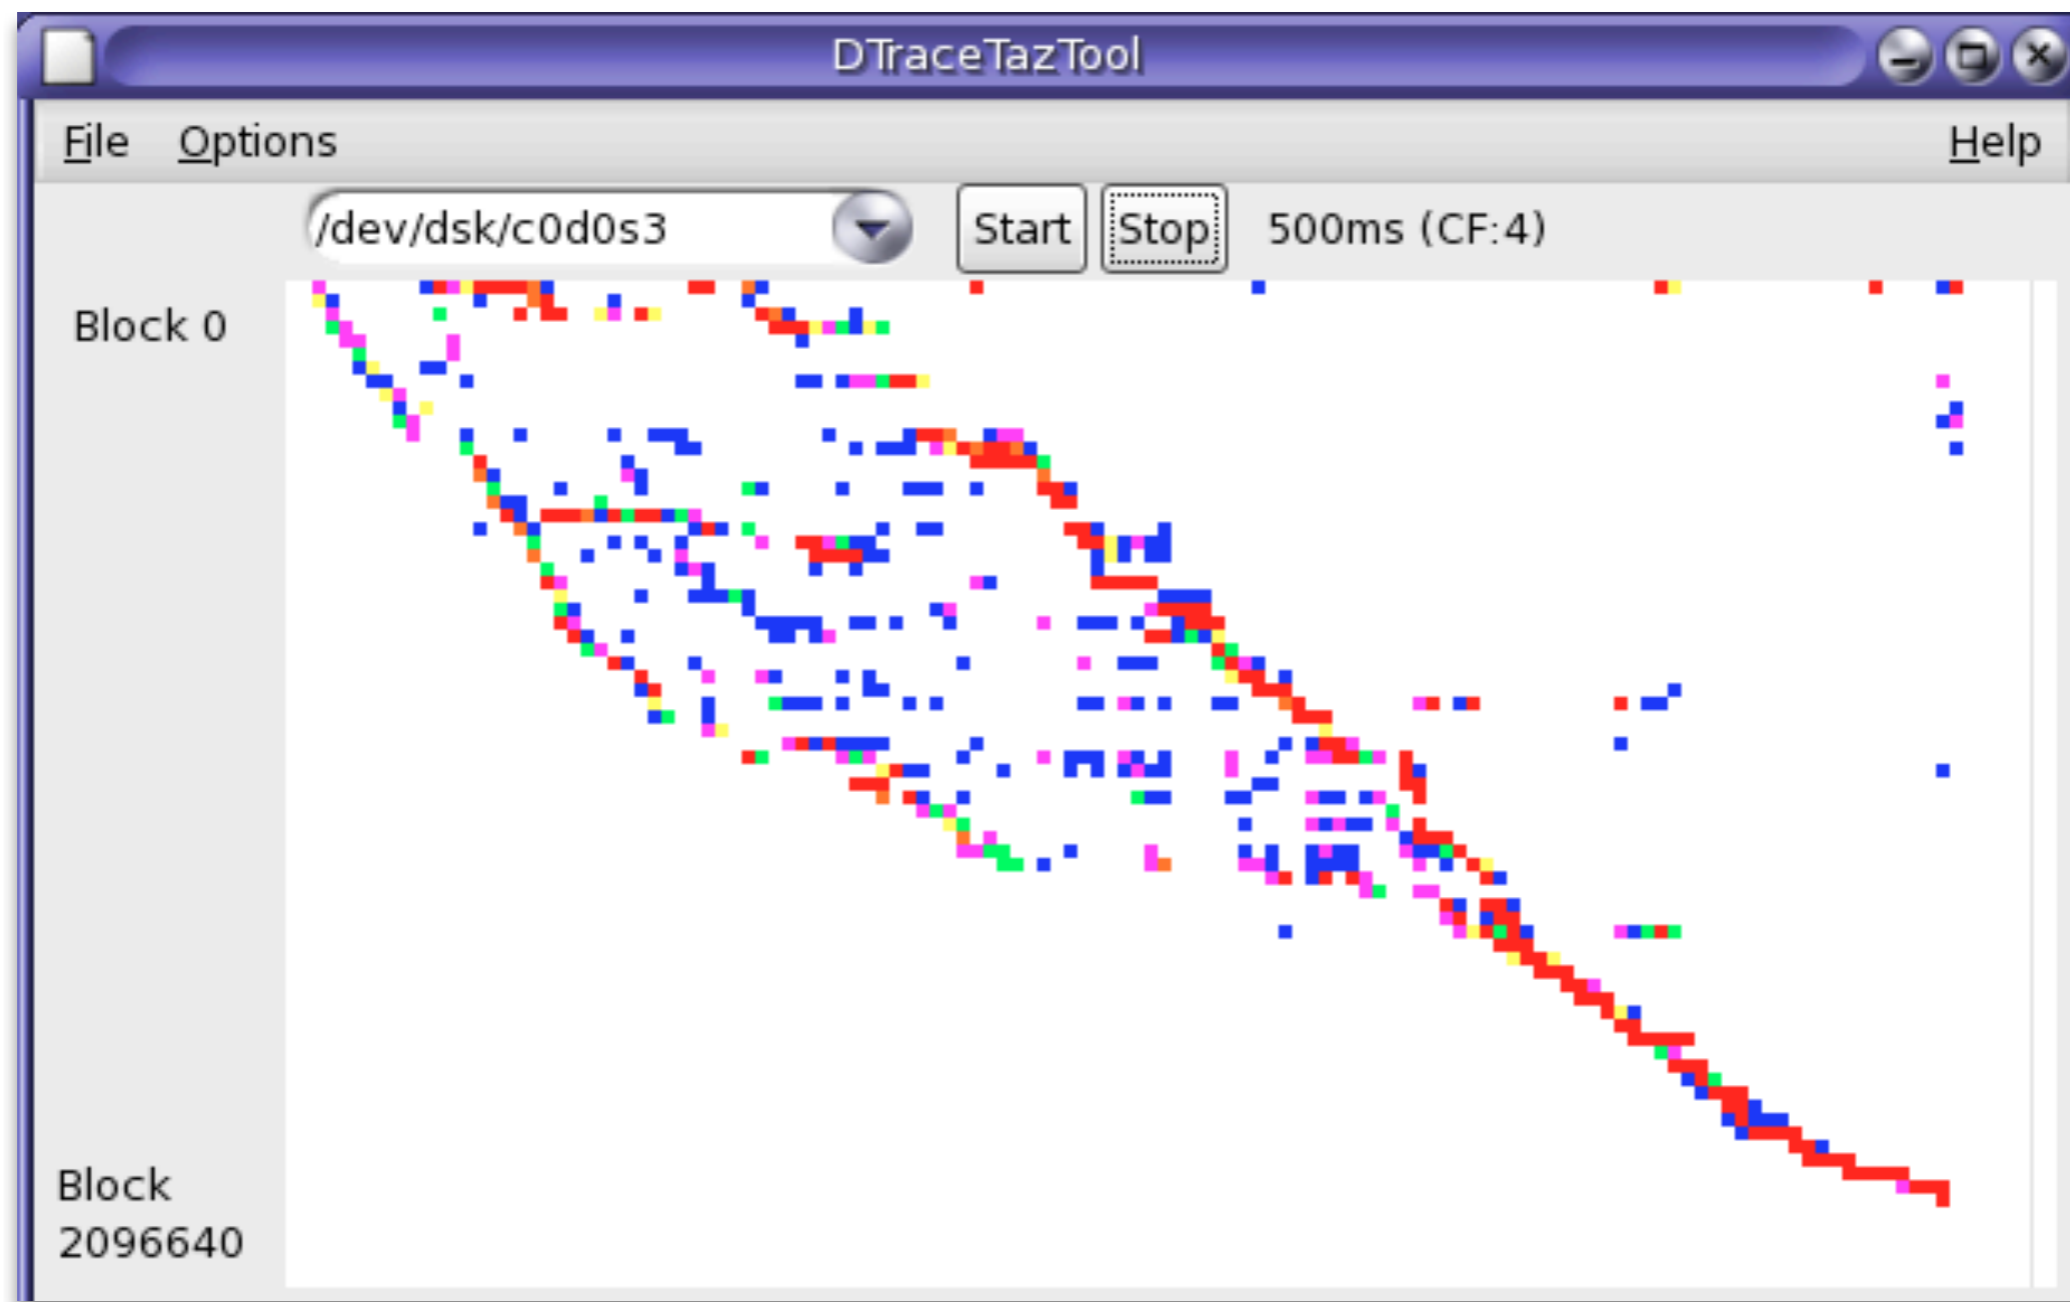 DTraceTazTool
File Options Help
/dev/dsk/c0d0s3 Start Stop 500ms (CF:4)
Block 0
Block
2096640